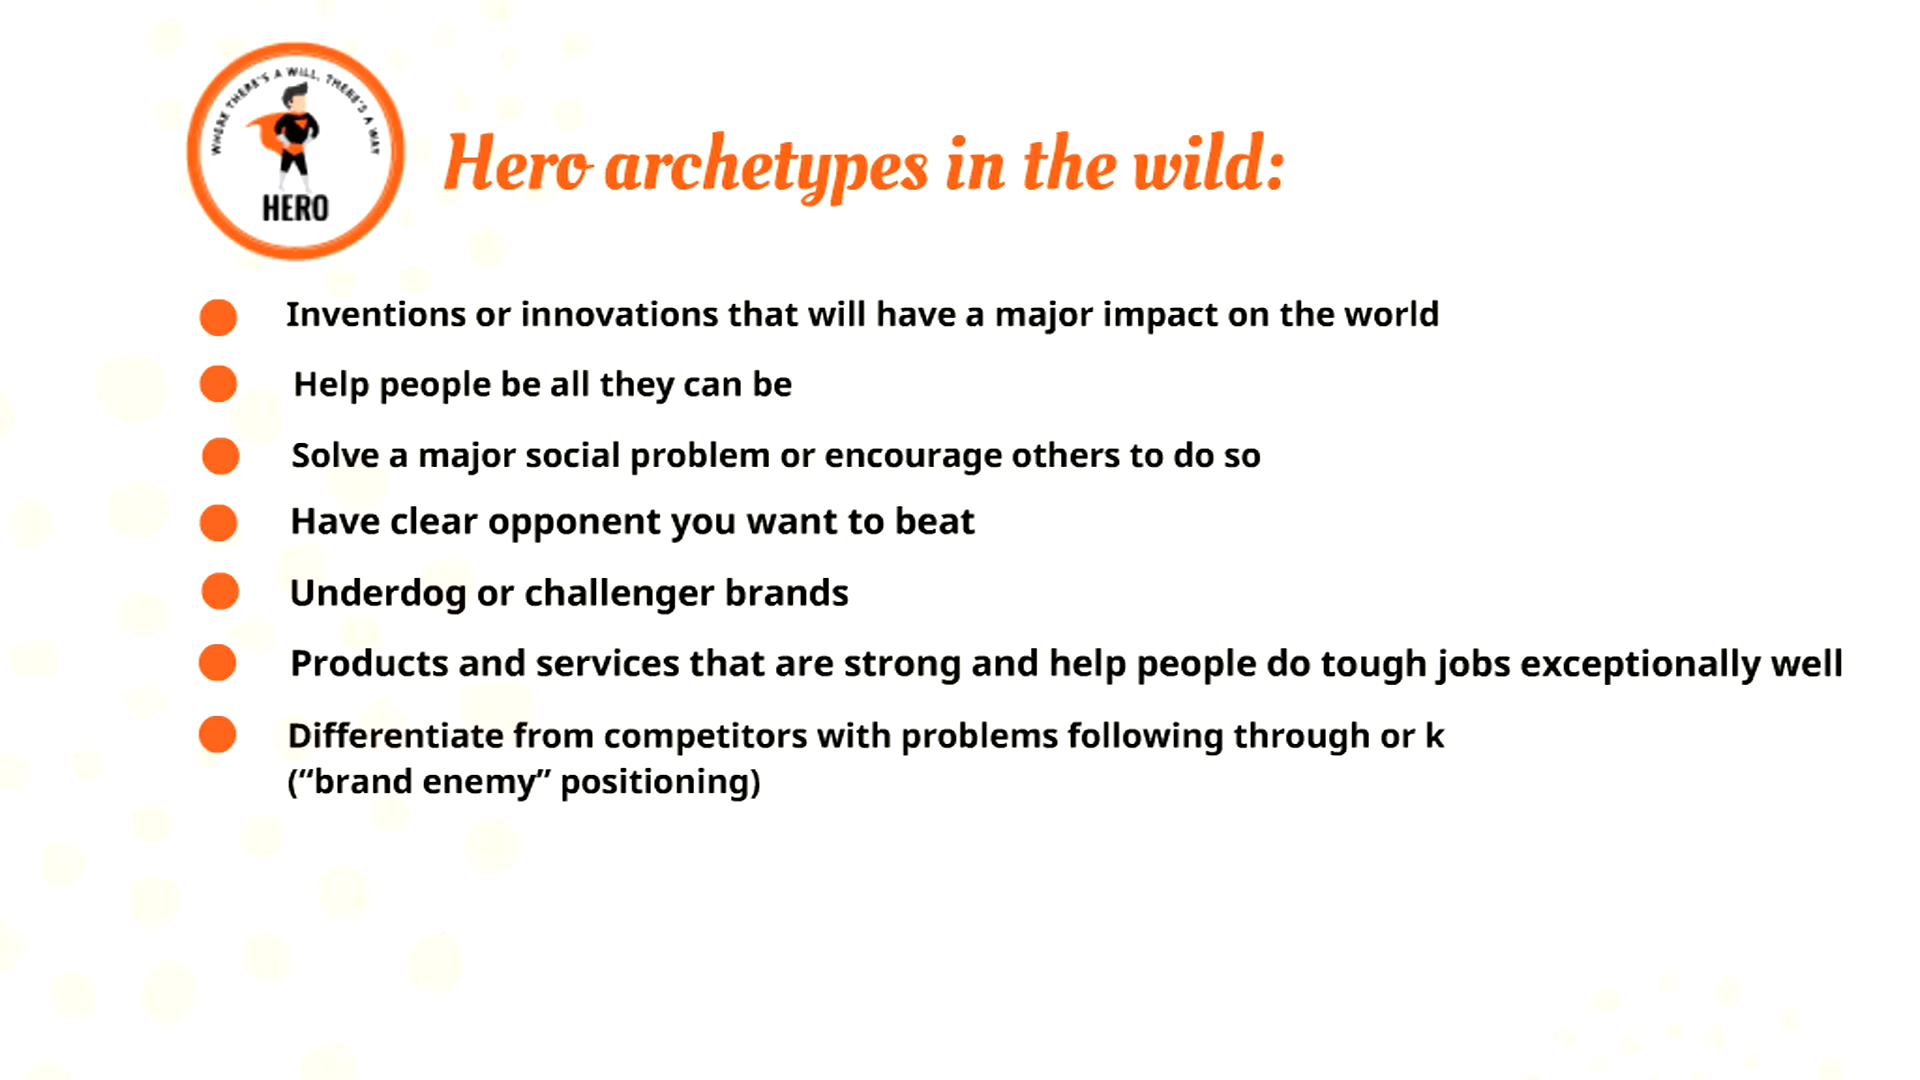 WHERE THERE'S A WILL, THERE'S A WAY
HERO
Hero archetypes in the wild:
Inventions or innovations that will have a major impact on the world
Help people be all they can be
Solve a major social problem or encourage others to do so
Have clear opponent you want to beat
Underdog or challenger brands
Products and services that are strong and help people do tough jobs exceptionally well
Differentiate from competitors with problems following through or k
(“brand enemy” positioning)